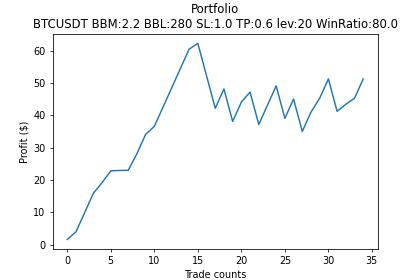 Portfolio
BTCUSDT BBM:2.2 BBL:280 SL:1.0 TP:0.6 lev:20 WinRatio:80.0
60
50
40
30
20
10
0
Profit ($)
0 5 10 15 20 25 30 35
Trade counts